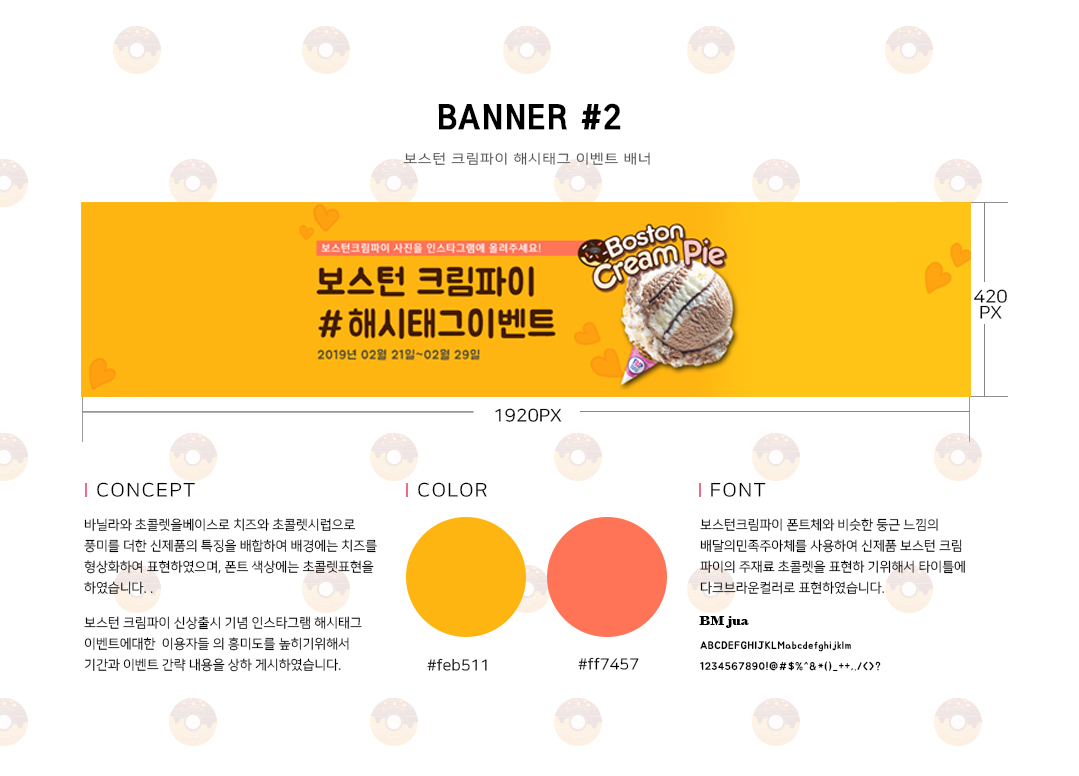 BANNER #2
보스턴 크림파이 해시태그 이벤트 배너
보스턴크림파이 사진을 인스타그램에 올려주세요!
보스턴 크림파이
#해시태그이벤트
2019년 02월 21일~02월 29일
Boston
Cream Pie
420
PX
1920PX
CONCEPT
바닐라와 초콜렛을베이스로 치즈와 초콜렛시럽으로
풍미를 더한 신제품의 특징을 배합하여 배경에는 치즈를
형상화하여 표현하였으며, 폰트 색상에는 초콜렛표현을
하였습니다. .
보스턴 크림파이 신상출시 기념 인스타그램 해시태그
이벤트에대한 이용자들 의 흥미도를 높히기위해서
기간과 이벤트 간략 내용을 상하 게시하였습니다.
COLOR
#feb511
#ff7457
FONT
보스턴크림파이 폰트체와 비슷한 둥근 느낌의
배달의민족주아체를 사용하여 신제품 보스턴 크림
파이의 주재료 초콜렛을 표현하 기위해서 타이틀에
다크브라운컬러로 표현하였습니다.
BM jua
ABCDEFGHIJKLMabcdefghijklm
1234567890!@#$%^&*()_++,./<>?